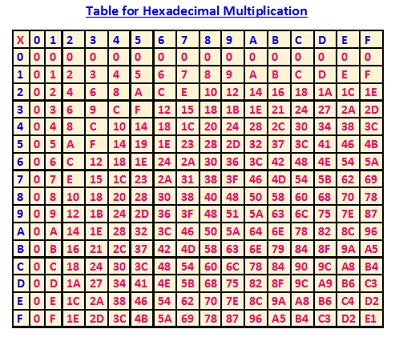 Table for Hexadecimal Multiplication
X 0 1 2 3 4 5 6 7 8 9 A B C D E F
0 0 0 0 0 0 0 0 0 0 0 0 0 0 0 0 0
1 0 1 2 3 4 5 6 7 8 9 A B C D E F
2 0 2 4 6 8 A C E 10 12 14 16 18 1A 1C 1E
3 0 3 6 9 C F 12 15 18 1B 1E 21 24 27 2A 2D
4 0 4 8 C 10 14 18 1C 20 24 28 2C 30 34 38 3C
5 0 5 A F 14 19 1E 23 28 2D 32 37 3C 41 46 4B
6 0 6 C 12 18 1E 24 2A 30 36 3C 42 48 4E 54 5A
7 0 7 E 15 1C 23 2A 31 38 3F 46 4D 54 5B 62 69
8 0 8 10 18 20 28 30 38 40 48 50 58 60 68 70 78
9 0 9 12 1B 24 2D 36 3F 48 51 5A 63 6C 75 7E 87
A 0 A 14 1E 28 32 3C 46 50 5A 64 6E 78 82 8C 96
B 0 B 16 21 2C 37 42 4D 58 63 6E 79 84 8F 9A A5
C 0 C 18 24 30 3C 48 54 60 6C 78 84 90 9C A8 B4
D 0 D 1A 27 34 41 4E 5B 68 75 82 8F 9C A9 B6 C3
E 0 E 1C 2A 38 46 54 62 70 7E 8C 9A A8 B6 C4 D2
F 0 F 1E 2D 3C 4B 5A 69 78 87 96 A5 B4 C3 D2 E1